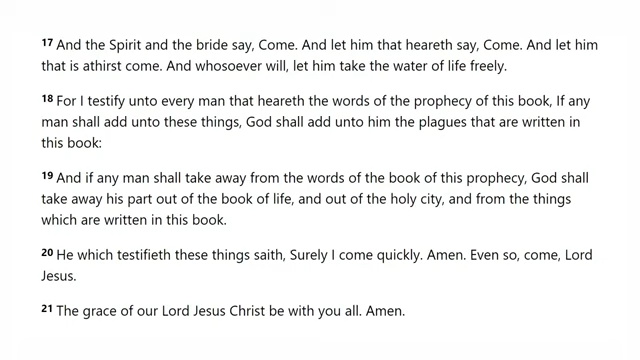 17 And the Spirit and the bride say, Come. And let him that heareth say, Come. And let him
that is athirst come. And whosoever will, let him take the water of life freely.
18 For I testify unto every man that heareth the words of the prophecy of this book, If any
man shall add unto these things, God shall add unto him the plagues that are written in
this book:
19 And if any man shall take away from the words of the book of this prophecy, God shall
take away his part out of the book of life, and out of the holy city, and from the things
which are written in this book.
20 He which testifieth these things saith, Surely I come quickly. Amen. Even so, come, Lord
Jesus.
21 The grace of our Lord Jesus Christ be with you all. Amen.